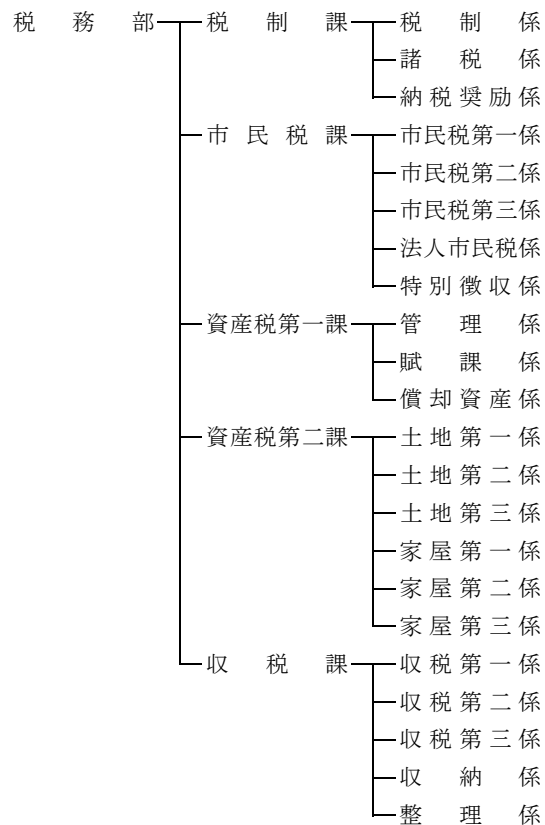 税務部 税制課 税制係
諸税係
納税奨励係
市民税課 市民税第一係
市民税第二係
市民税第三係
法人市民税係
特別徴収係
資産税第一課 管理係
賦課係
償却資産係
資産税第二課 土地第一係
土地第二係
土地第三係
家屋第一係
家屋第二係
家屋第三係
収税課 収税第一係
収税第二係
収税第三係
収納係
整理係